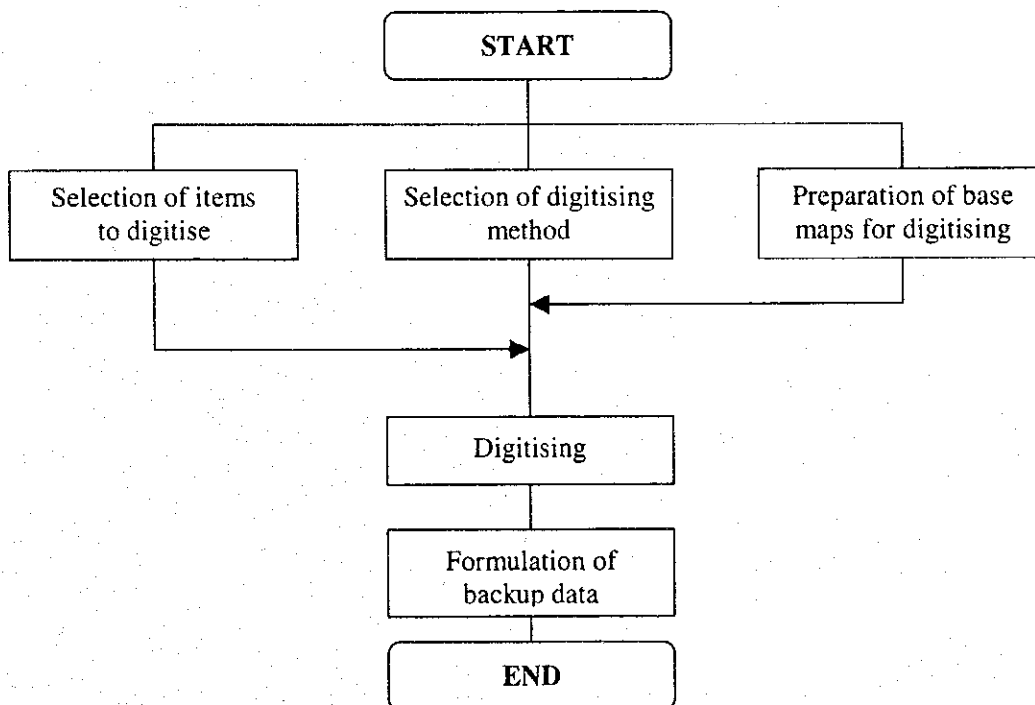 START
Selection of items
to digitise
Selection of digitising
method
Preparation of base
maps for digitising
Digitising
Formulation of
backup data
END